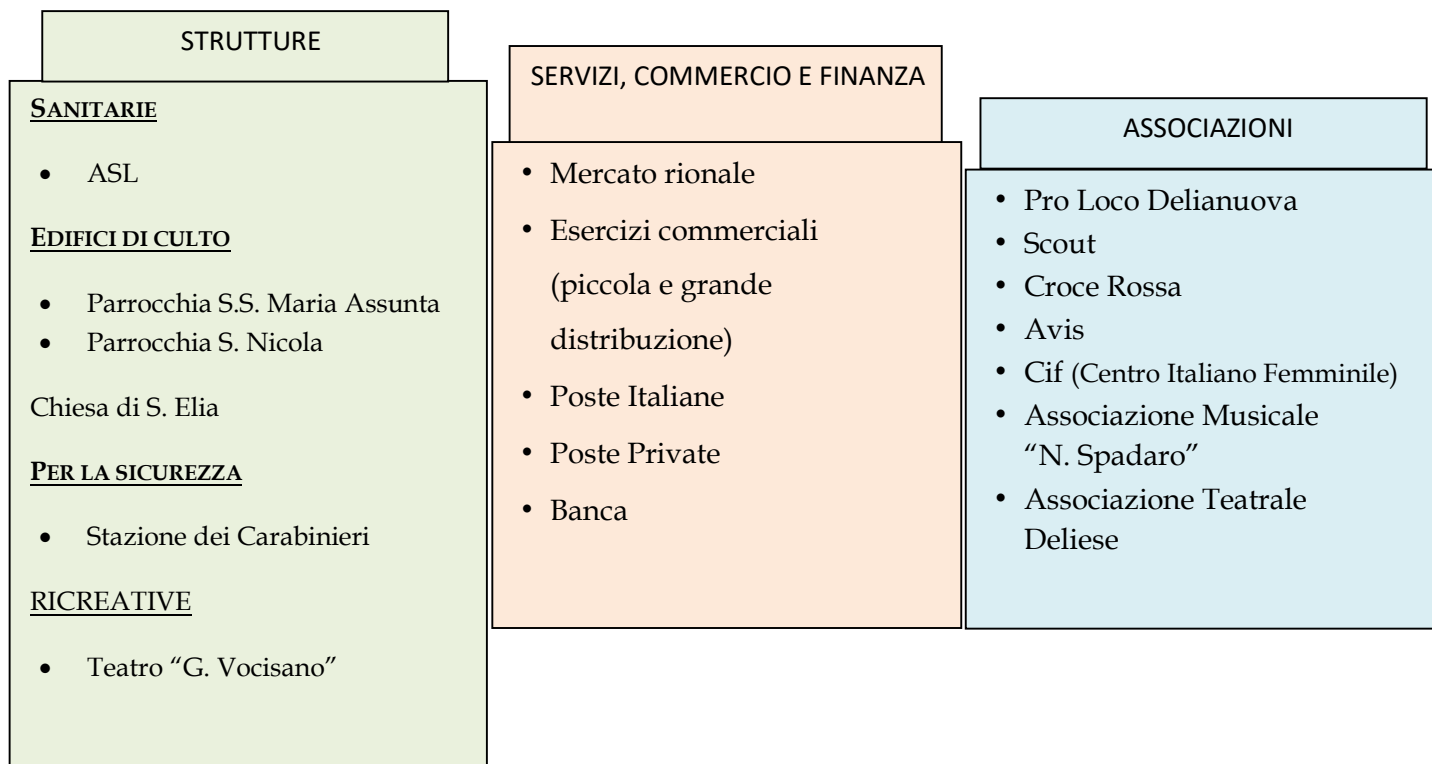 STRUTTURE
SANITARIE
• ASL
EDIFICI DI CULTO
• Parrocchia S.S. Maria Assunta
• Parrocchia S. Nicola
Chiesa di S. Elia
PER LA SICUREZZA
• Stazione dei Carabinieri
RICREATIVE
• Teatro “G. Vocisano”
SERVIZI, COMMERCIO E FINANZA
• Mercato rionale
• Esercizi commerciali
(piccola e grande
distribuzione)
• Poste Italiane
• Poste Private
• Banca
ASSOCIAZIONI
• Pro Loco Delianuova
• Scout
• Croce Rossa
• Avis
• Cif (Centro Italiano Femminile)
• Associazione Musicale
“N. Spadaro”
• Associazione Teatrale
Deliese